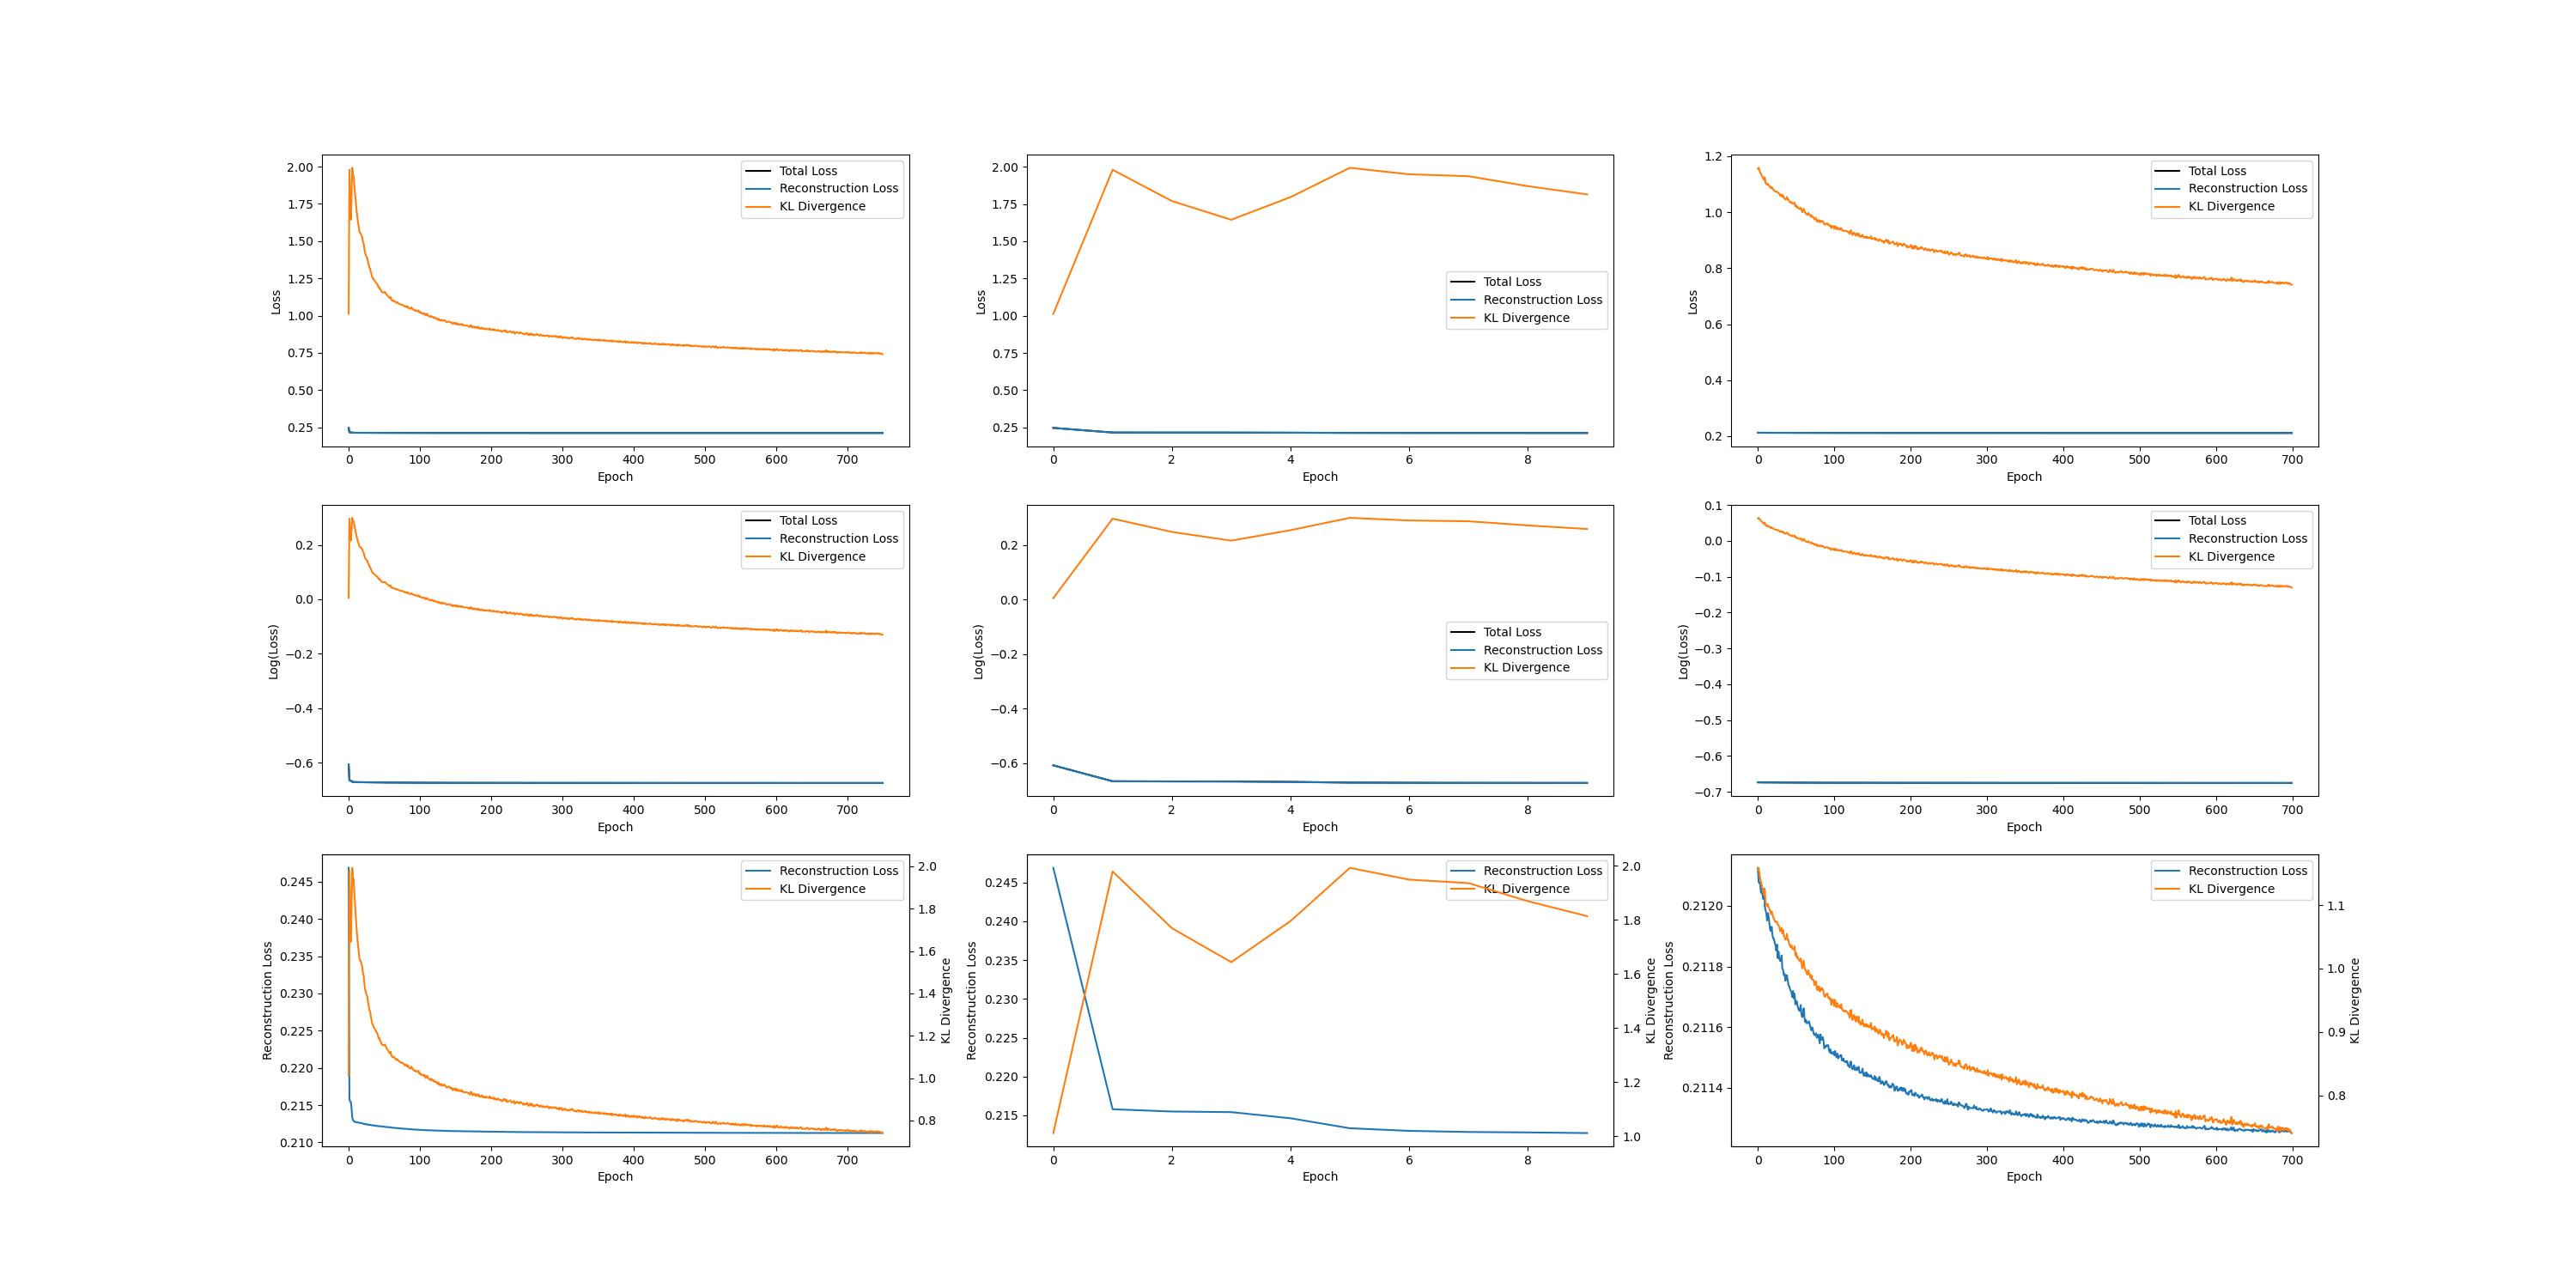 2.00
1.75
1.50
1.25
1.00
0.75
0.50
0.25
Loss
0 100 200 300 400 500 600 700
Epoch
Total Loss
Reconstruction Loss
KL Divergence
2.00
1.75
1.50
1.25
1.00
0.75
0.50
0.25
Loss
0 2 4 6 8
Epoch
Total Loss
Reconstruction Loss
KL Divergence
1.2
1.0
0.8
0.6
0.4
0.2
Loss
0 100 200 300 400 500 600 700
Epoch
Total Loss
Reconstruction Loss
KL Divergence
0.2
0.0
−0.2
−0.4
−0.6
Log(Loss)
0 100 200 300 400 500 600 700
Epoch
Total Loss
Reconstruction Loss
KL Divergence
0.2
0.0
−0.2
−0.4
−0.6
Log(Loss)
0 2 4 6 8
Epoch
Total Loss
Reconstruction Loss
KL Divergence
0.1
0.0
−0.1
−0.2
−0.3
−0.4
−0.5
−0.6
−0.7
Log(Loss)
0 100 200 300 400 500 600 700
Epoch
Total Loss
Reconstruction Loss
KL Divergence
0.245
0.240
0.235
0.230
0.225
0.220
0.215
0.210
Reconstruction Loss
0 100 200 300 400 500 600 700
Epoch
Reconstruction Loss
KL Divergence
2.0
1.8
1.6
1.4
1.2
1.0
0.8
KL Divergence
0.245
0.240
0.235
0.230
0.225
0.220
0.215
Reconstruction Loss
0 2 4 6 8
Epoch
Reconstruction Loss
KL Divergence
2.0
1.8
1.6
1.4
1.2
1.0
KL Divergence
0.2120
0.2118
0.2116
0.2114
Reconstruction Loss
0 100 200 300 400 500 600 700
Epoch
Reconstruction Loss
KL Divergence
1.1
1.0
0.9
0.8
KL Divergence